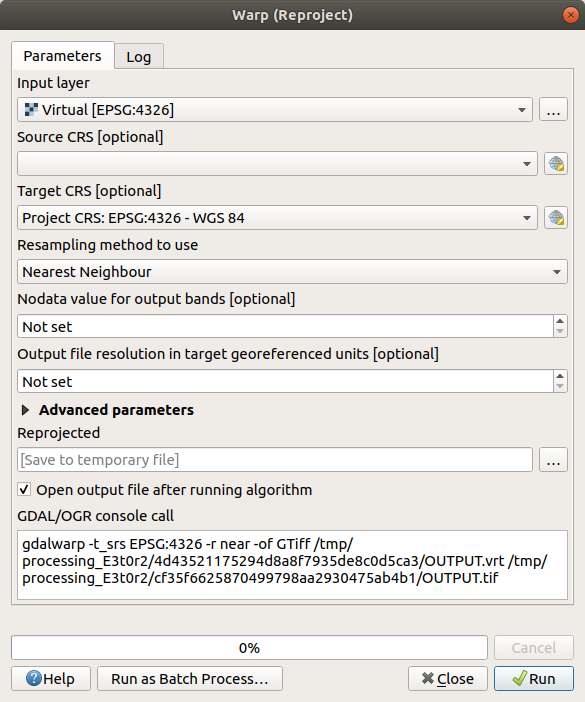 Warp (Reproject)
Parameters
Log
Input layer
Virtual [EPSG:4326]
...
Source CRS [optional]
Target CRS [optional]
Project CRS: EPSG:4326 - WGS 84
Resampling method to use
Nearest Neighbour
Nodata value for output bands [optional]
Not set
Output file resolution in target georeferenced units [optional]
Not set
Advanced parameters
Reprojected
[Save to temporary file]
...
Open output file after running algorithm
GDAL/OGR console call
gdalwarp -t_srs EPSG:4326 -r near -of GTiff /tmp/
processing_E3t0r2/4d43521175294d8a8f7935de8c0d5ca3/OUTPUT.vrt /tmp/
processing_E3t0r2/cf35f6625870499798aa2930475ab4b1/OUTPUT.tif
0%
Cancel
Help
Run as Batch Process...
Close
Run